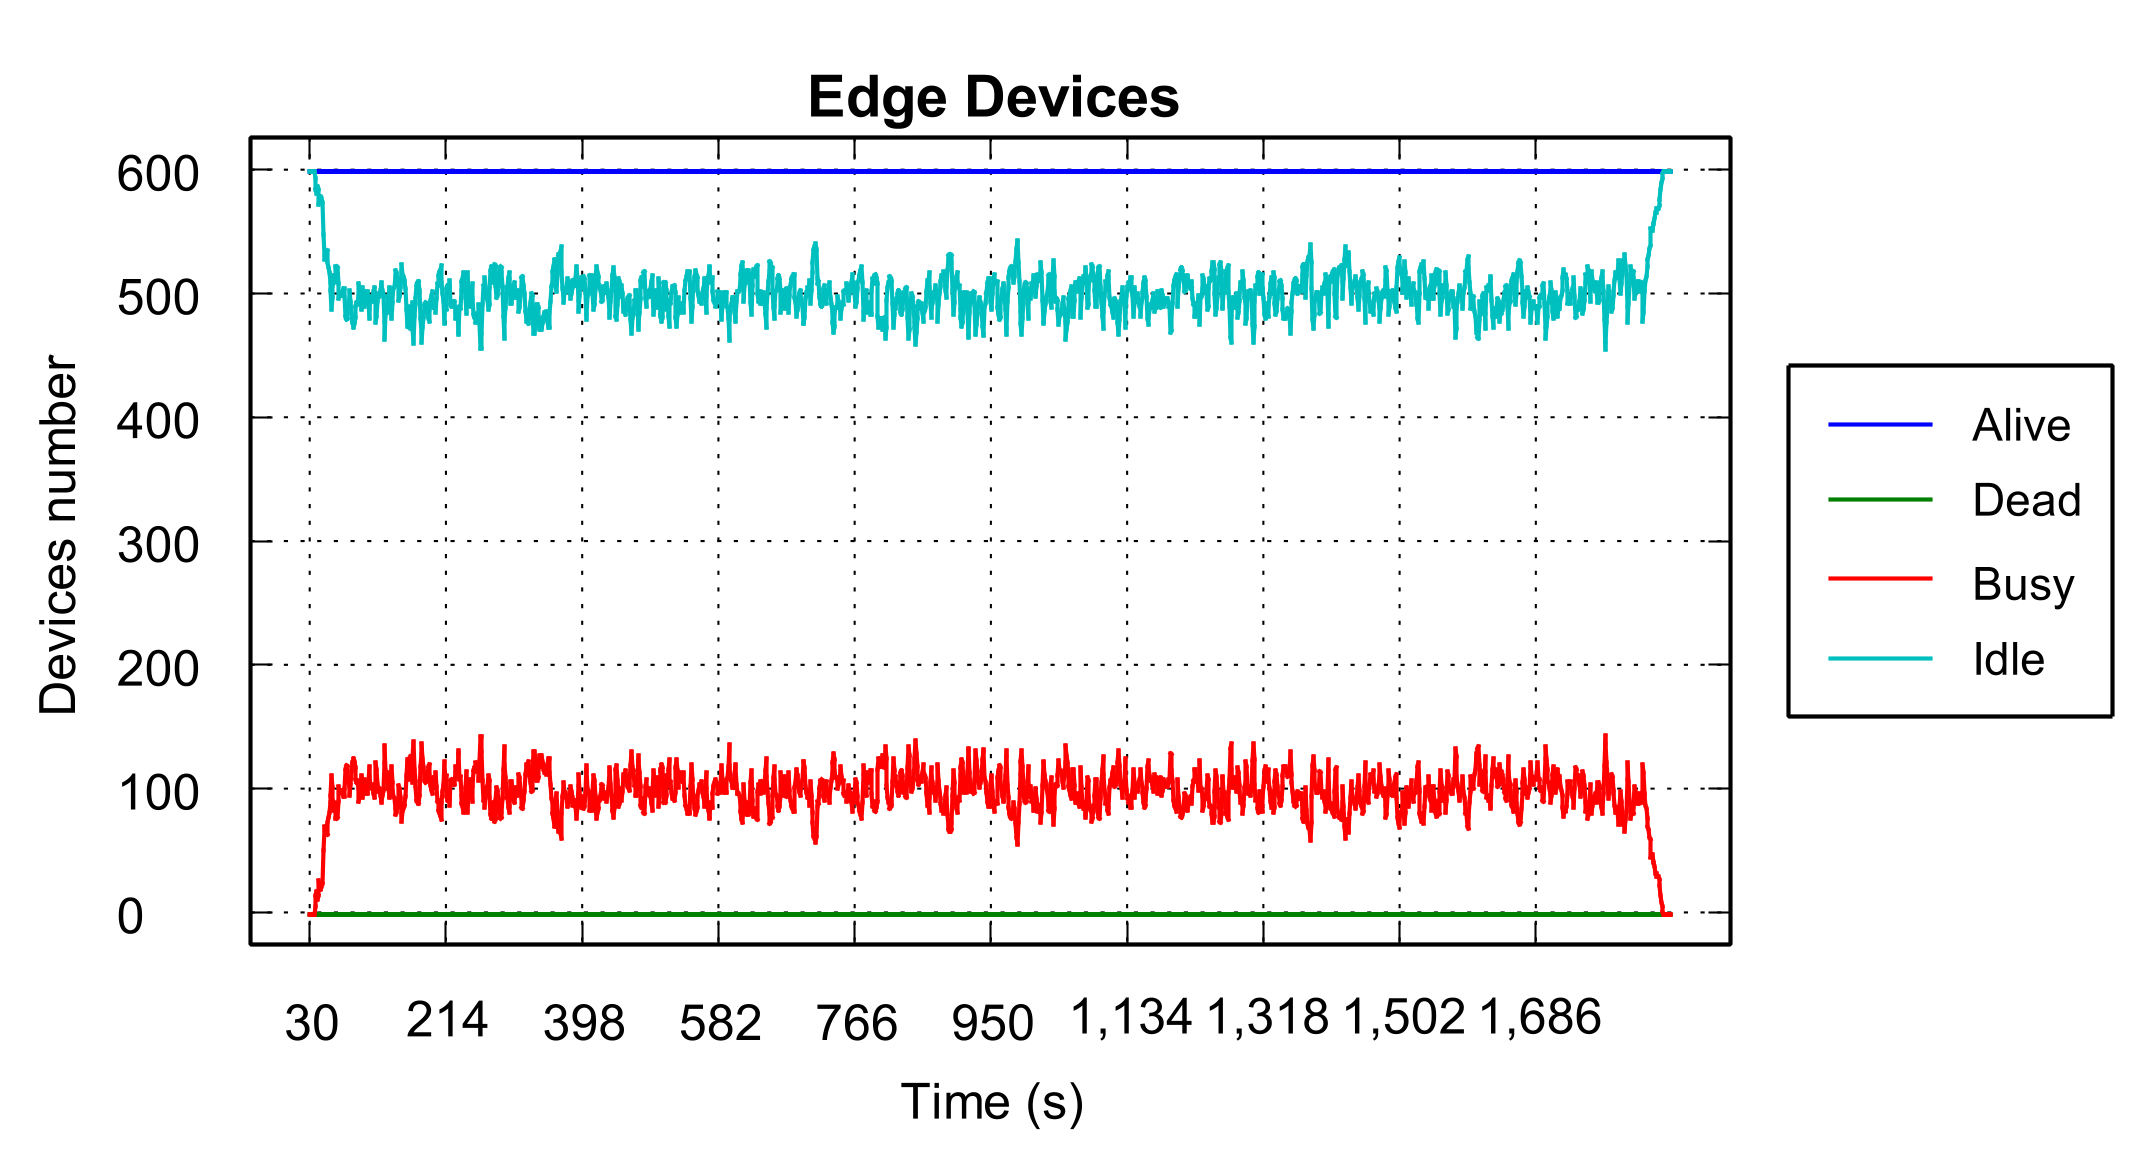 Edge Devices
600
500
400
300
200
100
0
Devices number
30 214 398 582 766 950 1,134 1,318 1,502 1,686
Time (s)
Alive
Dead
Busy
Idle